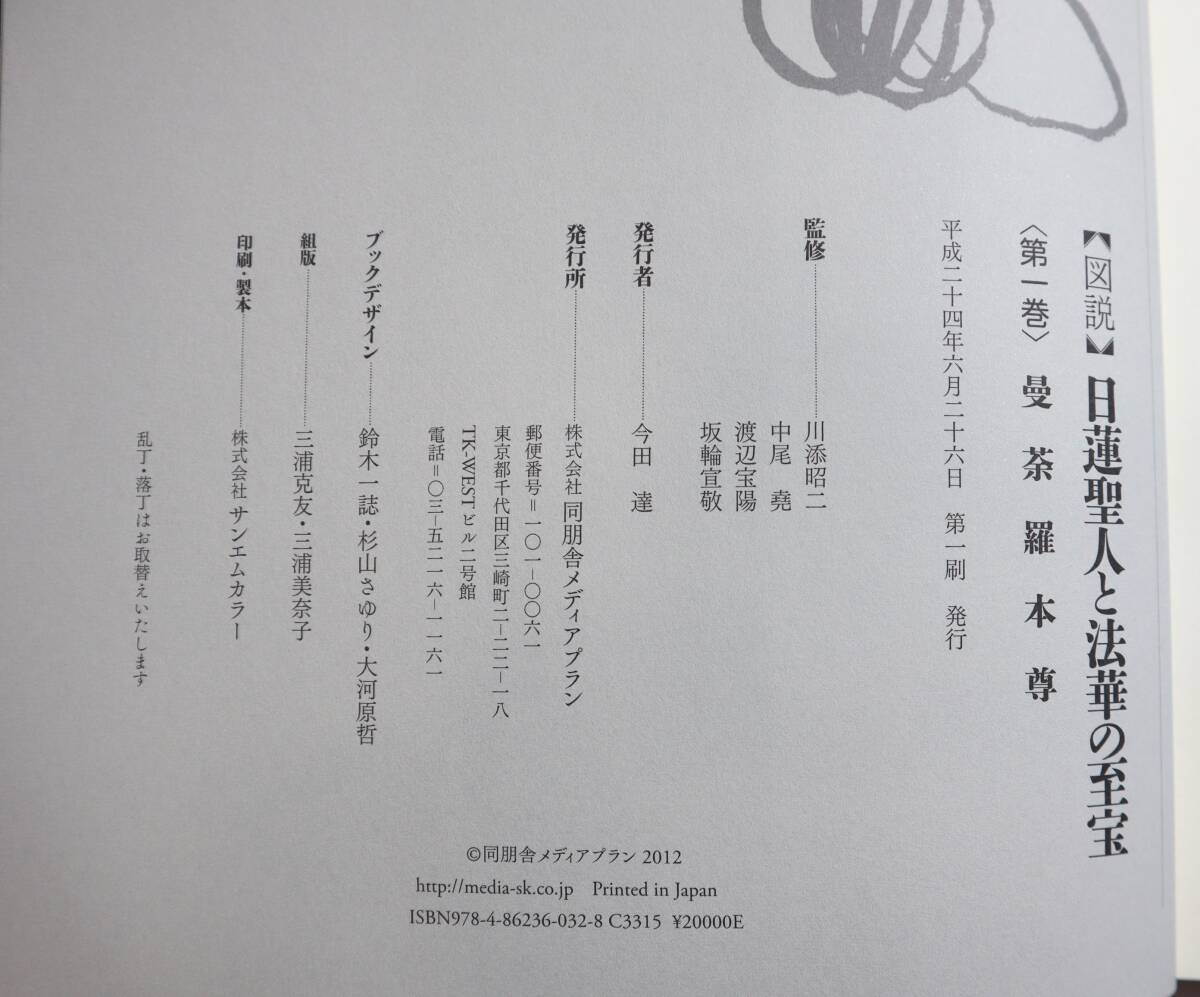 【図説】日蓮聖人と法華の至宝
〈第一巻〉曼荼羅本尊
平成二十四年六月二十六日　第一刷　発行
監修 川添昭二
中尾　堯
渡辺宝陽
坂輪宣敬
発行者 今田　達
発行所 株式会社 同朋舎メディアプラン
郵便番号＝一〇一－〇〇六一
東京都千代田区三崎町二－二二－一八
TK-WESTビル二号館
電話＝〇三－五二一六－一一六一
ブックデザイン 鈴木一誌・杉山さゆり・大河原哲
組版 三浦克友・三浦美奈子
印刷・製本 株式会社 サンエムカラー
乱丁・落丁はお取替えいたします
©同朋舎メディアプラン 2012
http://media-sk.co.jp　Printed in Japan
ISBN978-4-86236-032-8 C3315 ¥20000E